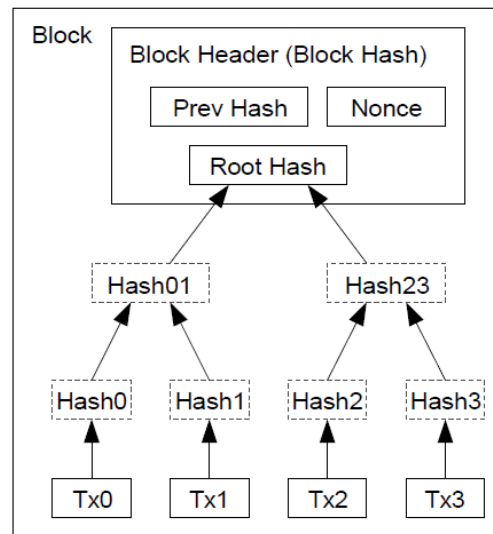 Block
Block Header (Block Hash)
Prev Hash
Nonce
Root Hash
Hash01
Hash23
Hash0
Hash1
Hash2
Hash3
Tx0
Tx1
Tx2
Tx3